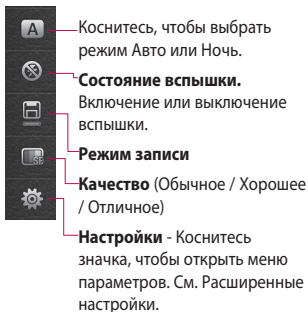 A
Коснитесь, чтобы выбрать
режим Авто или Ночь.
Состояние вспышки.
Включение или выключение
вспышки.
Режим записи
SF
Качество (Обычное / Хорошее
/ Отличное)
Настройки - Коснитесь
значка, чтобы открыть меню
параметров. См. Расширенные
настройки.